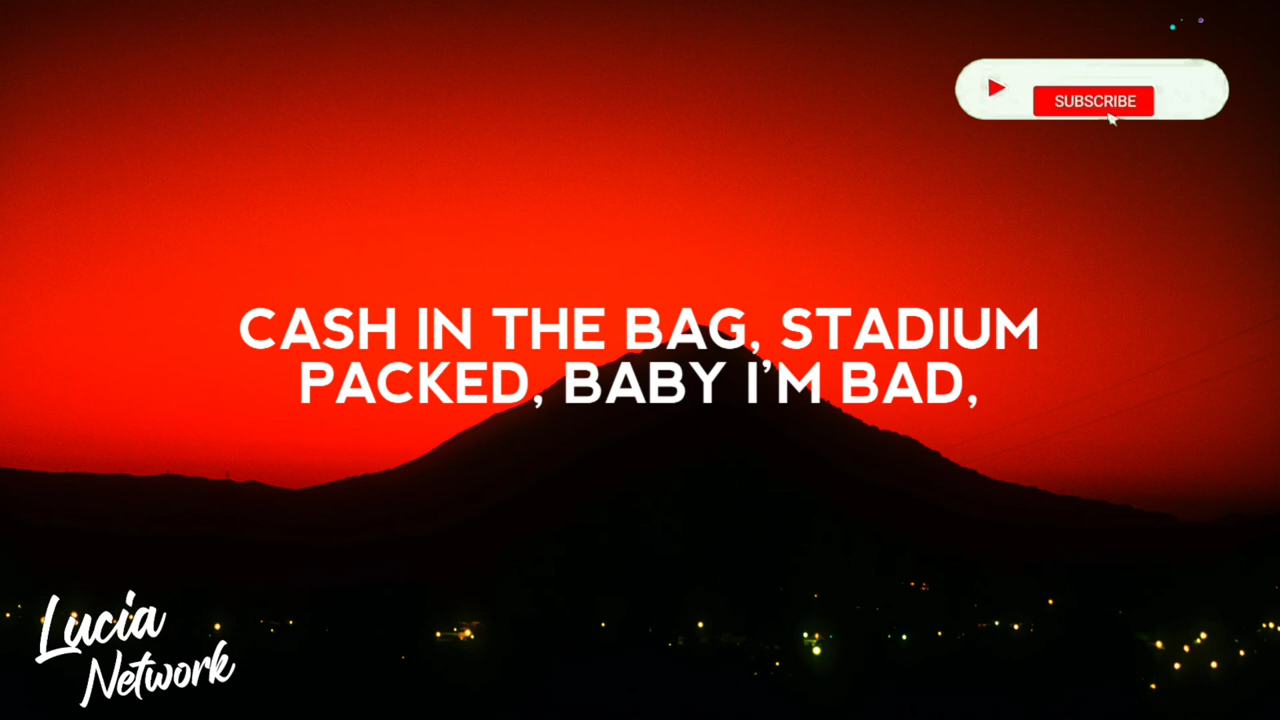 SUBSCRIBE
CASH IN THE BAG, STADIUM
PACKED, BABY I'M BAD,
Lucia
Network